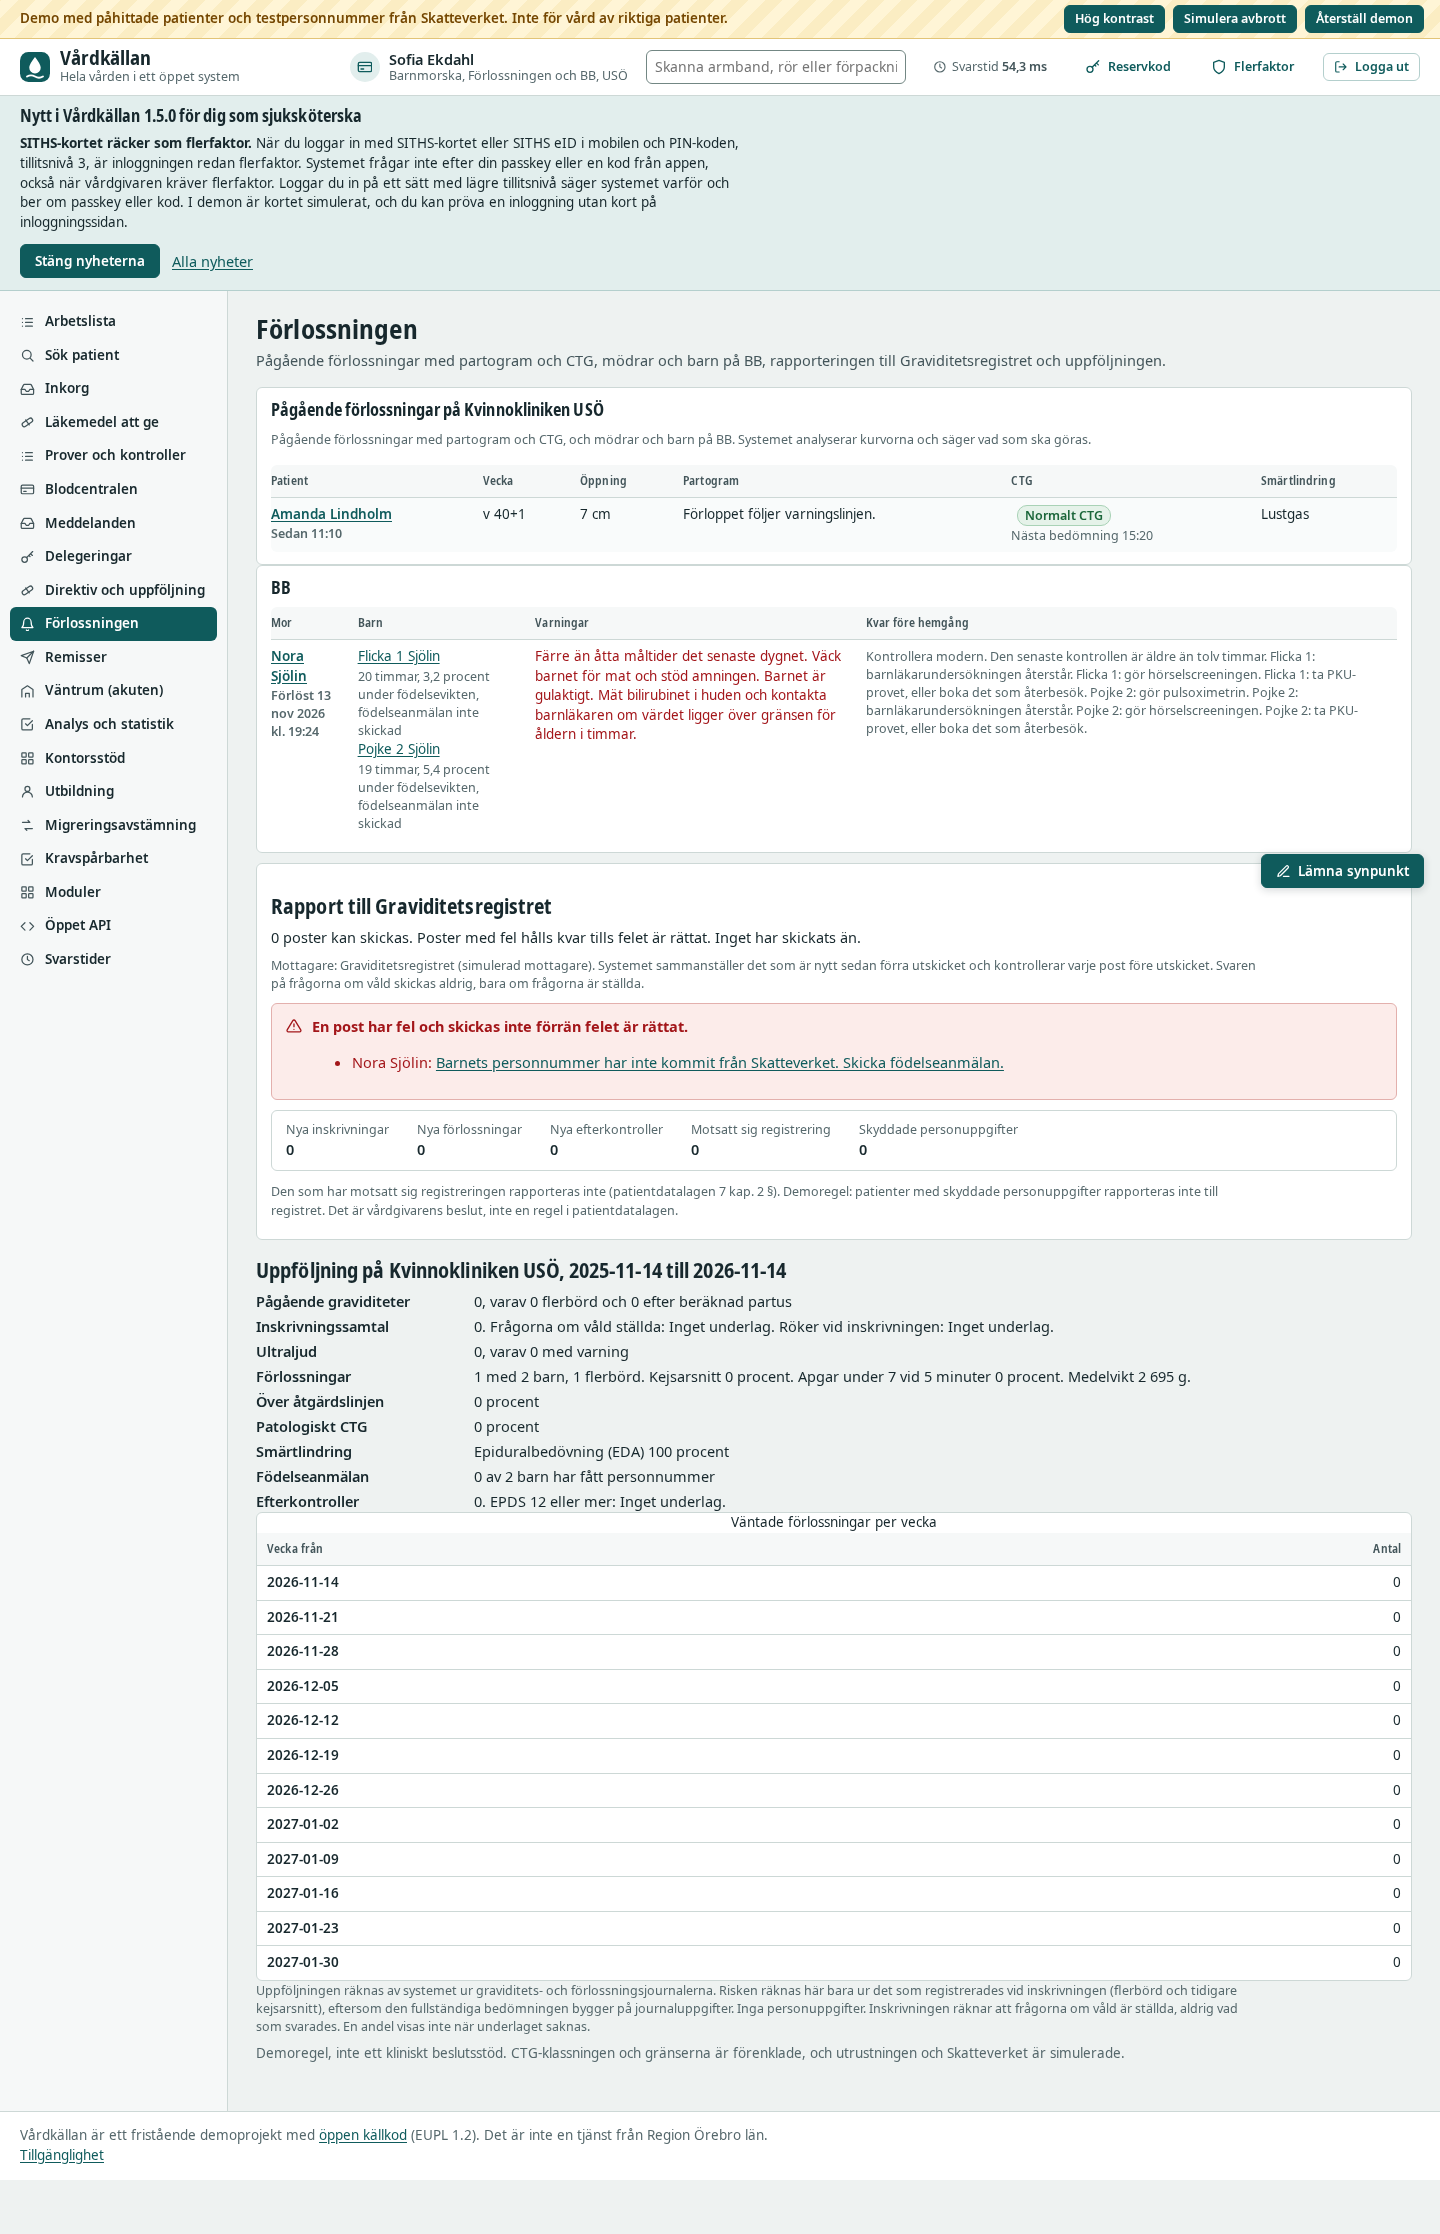 Demo med påhittade patienter och testpersonnummer från Skatteverket. Inte för vård av riktiga patienter.
Hög kontrast
Simulera avbrott
Återställ demon
Vårdkällan
Hela vården i ett öppet system
Sofia Ekdahl
Barnmorska, Förlossningen och BB, USÖ
Skanna armband, rör eller förpackni
Svarstid 54,3 ms
Reservkod
Flerfaktor
Logga ut
Nytt i Vårdkällan 1.5.0 för dig som sjuksköterska
SITHS-kortet räcker som flerfaktor. När du loggar in med SITHS-kortet eller SITHS eID i mobilen och PIN-koden,
tillitsnivå 3, är inloggningen redan flerfaktor. Systemet frågar inte efter din passkey eller en kod från appen,
också när vårdgivaren kräver flerfaktor. Loggar du in på ett sätt med lägre tillitsnivå säger systemet varför och
ber om passkey eller kod. I demon är kortet simulerat, och du kan pröva en inloggning utan kort på
inloggningssidan.
Stäng nyheterna
Alla nyheter
Arbetslista
Sök patient
Inkorg
Läkemedel att ge
Prover och kontroller
Blodcentralen
Meddelanden
Delegeringar
Direktiv och uppföljning
Förlossningen
Remisser
Väntrum (akuten)
Analys och statistik
Kontorsstöd
Utbildning
Migreringsavstämning
Kravspårbarhet
Moduler
Öppet API
Svarstider
Förlossningen
Pågående förlossningar med partogram och CTG, mödrar och barn på BB, rapporteringen till Graviditetsregistret och uppföljningen.
Pågående förlossningar på Kvinnokliniken USÖ
Pågående förlossningar med partogram och CTG, och mödrar och barn på BB. Systemet analyserar kurvorna och säger vad som ska göras.
Patient Vecka Öppning Partogram CTG Smärtlindring
Amanda Lindholm v 40+1 7 cm Förloppet följer varningslinjen. Normalt CTG Lustgas
Sedan 11:10 Nästa bedömning 15:20
BB
Mor Barn Varningar Kvar före hemgång
Nora
Sjölin
Förlöst 13
nov 2026
kl. 19:24
Flicka 1 Sjölin
20 timmar, 3,2 procent
under födelsevikten,
födelseanmälan inte
skickad
Pojke 2 Sjölin
19 timmar, 5,4 procent
under födelsevikten,
födelseanmälan inte
skickad
Färre än åtta måltider det senaste dygnet. Väck
barnet för mat och stöd amningen. Barnet är
gulaktigt. Mät bilirubinet i huden och kontakta
barnläkaren om värdet ligger över gränsen för
åldern i timmar.
Kontrollera modern. Den senaste kontrollen är äldre än tolv timmar. Flicka 1:
barnläkarundersökningen återstår. Flicka 1: gör hörselscreeningen. Flicka 1: ta PKU-
provet, eller boka det som återbesök. Pojke 2: gör pulsoximetrin. Pojke 2:
barnläkarundersökningen återstår. Pojke 2: gör hörselscreeningen. Pojke 2: ta PKU-
provet, eller boka det som återbesök.
Lämna synpunkt
Rapport till Graviditetsregistret
0 poster kan skickas. Poster med fel hålls kvar tills felet är rättat. Inget har skickats än.
Mottagare: Graviditetsregistret (simulerad mottagare). Systemet sammanställer det som är nytt sedan förra utskicket och kontrollerar varje post före utskicket. Svaren
på frågorna om våld skickas aldrig, bara om frågorna är ställda.
En post har fel och skickas inte förrän felet är rättat.
• Nora Sjölin: Barnets personnummer har inte kommit från Skatteverket. Skicka födelseanmälan.
Nya inskrivningar Nya förlossningar Nya efterkontroller Motsatt sig registrering Skyddade personuppgifter
0 0 0 0 0
Den som har motsatt sig registreringen rapporteras inte (patientdatalagen 7 kap. 2 §). Demoregel: patienter med skyddade personuppgifter rapporteras inte till
registret. Det är vårdgivarens beslut, inte en regel i patientdatalagen.
Uppföljning på Kvinnokliniken USÖ, 2025-11-14 till 2026-11-14
Pågående graviditeter 0, varav 0 flerbörd och 0 efter beräknad partus
Inskrivningssamtal 0. Frågorna om våld ställda: Inget underlag. Röker vid inskrivningen: Inget underlag.
Ultraljud 0, varav 0 med varning
Förlossningar 1 med 2 barn, 1 flerbörd. Kejsarsnitt 0 procent. Apgar under 7 vid 5 minuter 0 procent. Medelvikt 2 695 g.
Över åtgärdslinjen 0 procent
Patologiskt CTG 0 procent
Smärtlindring Epiduralbedövning (EDA) 100 procent
Födelseanmälan 0 av 2 barn har fått personnummer
Efterkontroller 0. EPDS 12 eller mer: Inget underlag.
Väntade förlossningar per vecka
Vecka från Antal
2026-11-14 0
2026-11-21 0
2026-11-28 0
2026-12-05 0
2026-12-12 0
2026-12-19 0
2026-12-26 0
2027-01-02 0
2027-01-09 0
2027-01-16 0
2027-01-23 0
2027-01-30 0
Uppföljningen räknas av systemet ur graviditets- och förlossningsjournalerna. Risken räknas här bara ur det som registrerades vid inskrivningen (flerbörd och tidigare
kejsarsnitt), eftersom den fullständiga bedömningen bygger på journaluppgifter. Inga personuppgifter. Inskrivningen räknar att frågorna om våld är ställda, aldrig vad
som svarades. En andel visas inte när underlaget saknas.
Demoregel, inte ett kliniskt beslutsstöd. CTG-klassningen och gränserna är förenklade, och utrustningen och Skatteverket är simulerade.
Vårdkällan är ett fristående demoprojekt med öppen källkod (EUPL 1.2). Det är inte en tjänst från Region Örebro län.
Tillgänglighet